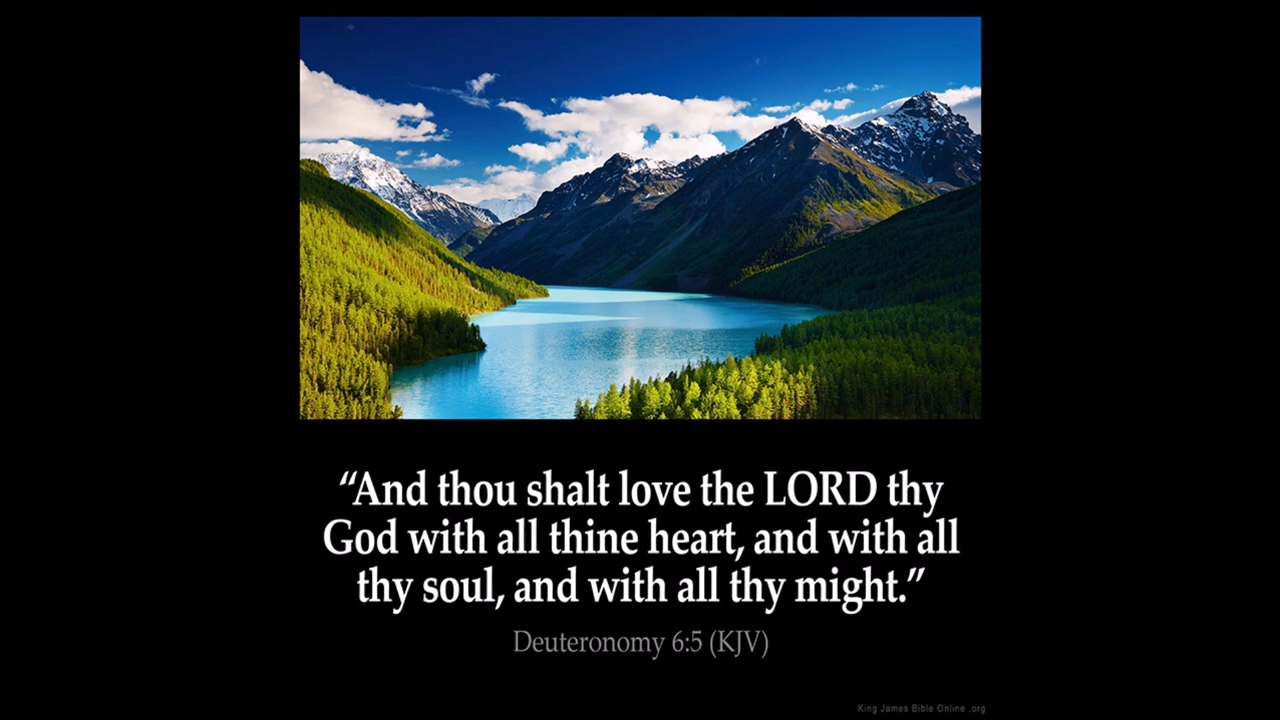 “And thou shalt love the LORD thy
God with all thine heart, and with all
thy soul, and with all thy might.”
Deuteronomy 6:5 (KJV)
King James Bible Online .org